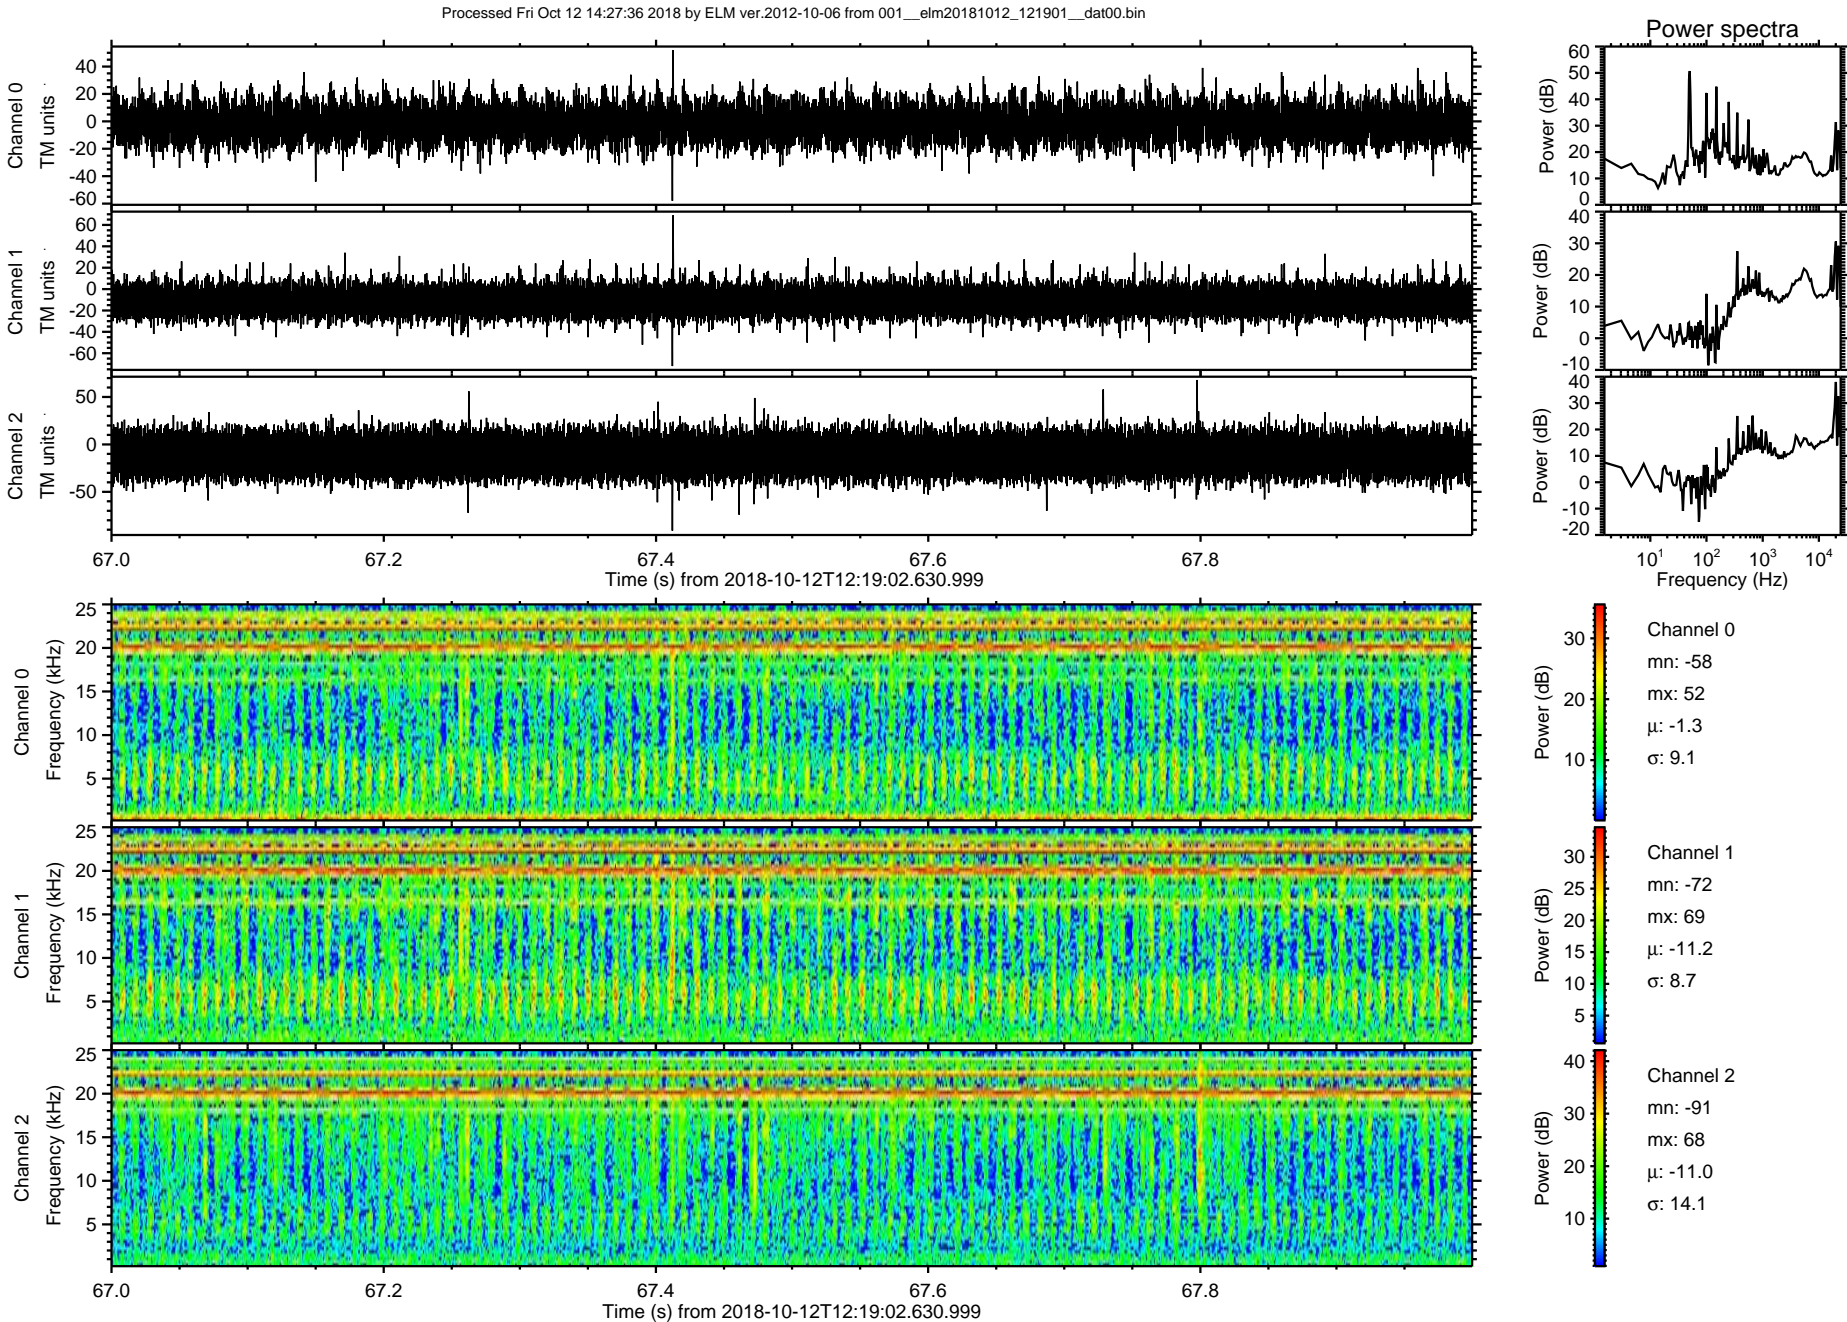 Processed Fri Oct 12 14:27:36 2018 by ELM ver.2012-10-06 from 001__elm20181012_121901__dat00.bin
Power spectra
Channel 0
TM units
40
20
0
-20
-40
-60
Power (dB)
60
50
40
30
20
10
0
Channel 1
TM units
60
40
20
0
-20
-40
-60
Power (dB)
40
30
20
10
0
-10
Channel 2
TM units
50
0
-50
Power (dB)
40
30
20
10
0
-10
-20
67.0 67.2 67.4 67.6 67.8
Time (s) from 2018-10-12T12:19:02.630.999
10^1 10^2 10^3 10^4
Frequency (Hz)
Channel 0
Frequency (kHz)
25
20
15
10
5
Power (dB)
30
20
10
Channel 0
mn: -58
mx: 52
μ: -1.3
σ: 9.1
Channel 1
Frequency (kHz)
25
20
15
10
5
Power (dB)
30
25
20
15
10
5
Channel 1
mn: -72
mx: 69
μ: -11.2
σ: 8.7
Channel 2
Frequency (kHz)
25
20
15
10
5
Power (dB)
40
30
20
10
Channel 2
mn: -91
mx: 68
μ: -11.0
σ: 14.1
67.0 67.2 67.4 67.6 67.8
Time (s) from 2018-10-12T12:19:02.630.999